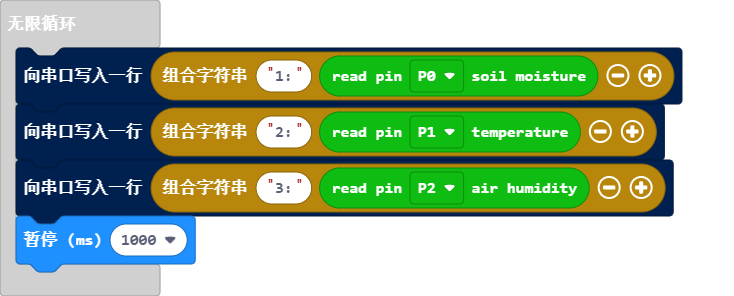 无限循环
向串口写入一行 组合字符串 "1:" read pin P0 soil moisture
向串口写入一行 组合字符串 "2:" read pin P1 temperature
向串口写入一行 组合字符串 "3:" read pin P2 air humidity
暂停 (ms) 1000